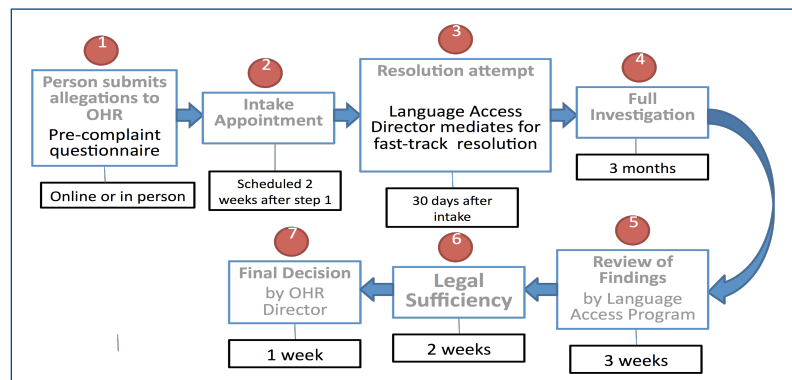 1
Person submits
allegations to
OHR
Pre-complaint
questionnaire
Online or in person
2
Intake
Appointment
Scheduled 2
weeks after step 1
3
Resolution attempt
Language Access
Director mediates for
fast-track resolution
30 days after
intake
4
Full
Investigation
3 months
5
Review of
Findings
by Language
Access Program
3 weeks
6
Legal
Sufficiency
2 weeks
7
Final Decision
by OHR
Director
1 week